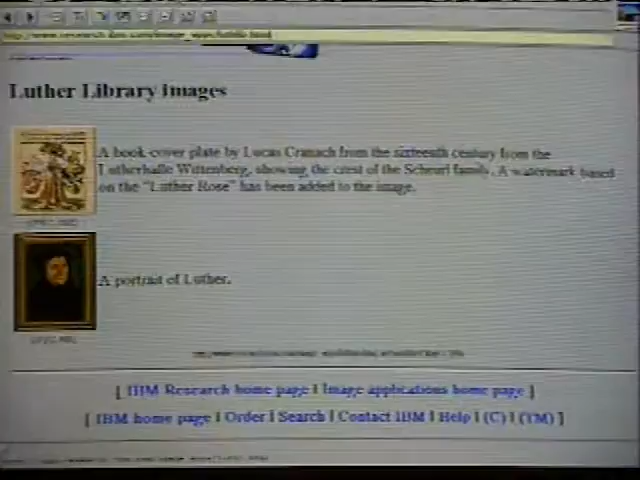 Luther Library images
A book-cover plate by Lucas Cranach from the sixteenth century from the
Lutherhalle Wittenberg, showing the crest of the Scheurl family. A watermark based
on the "Luther Rose" has been added to the image.
A portrait of Luther.
[ IBM Research home page | Image applications home page ]
[ IBM home page | Order | Search | Contact IBM | Help | (C) | (TM) ]